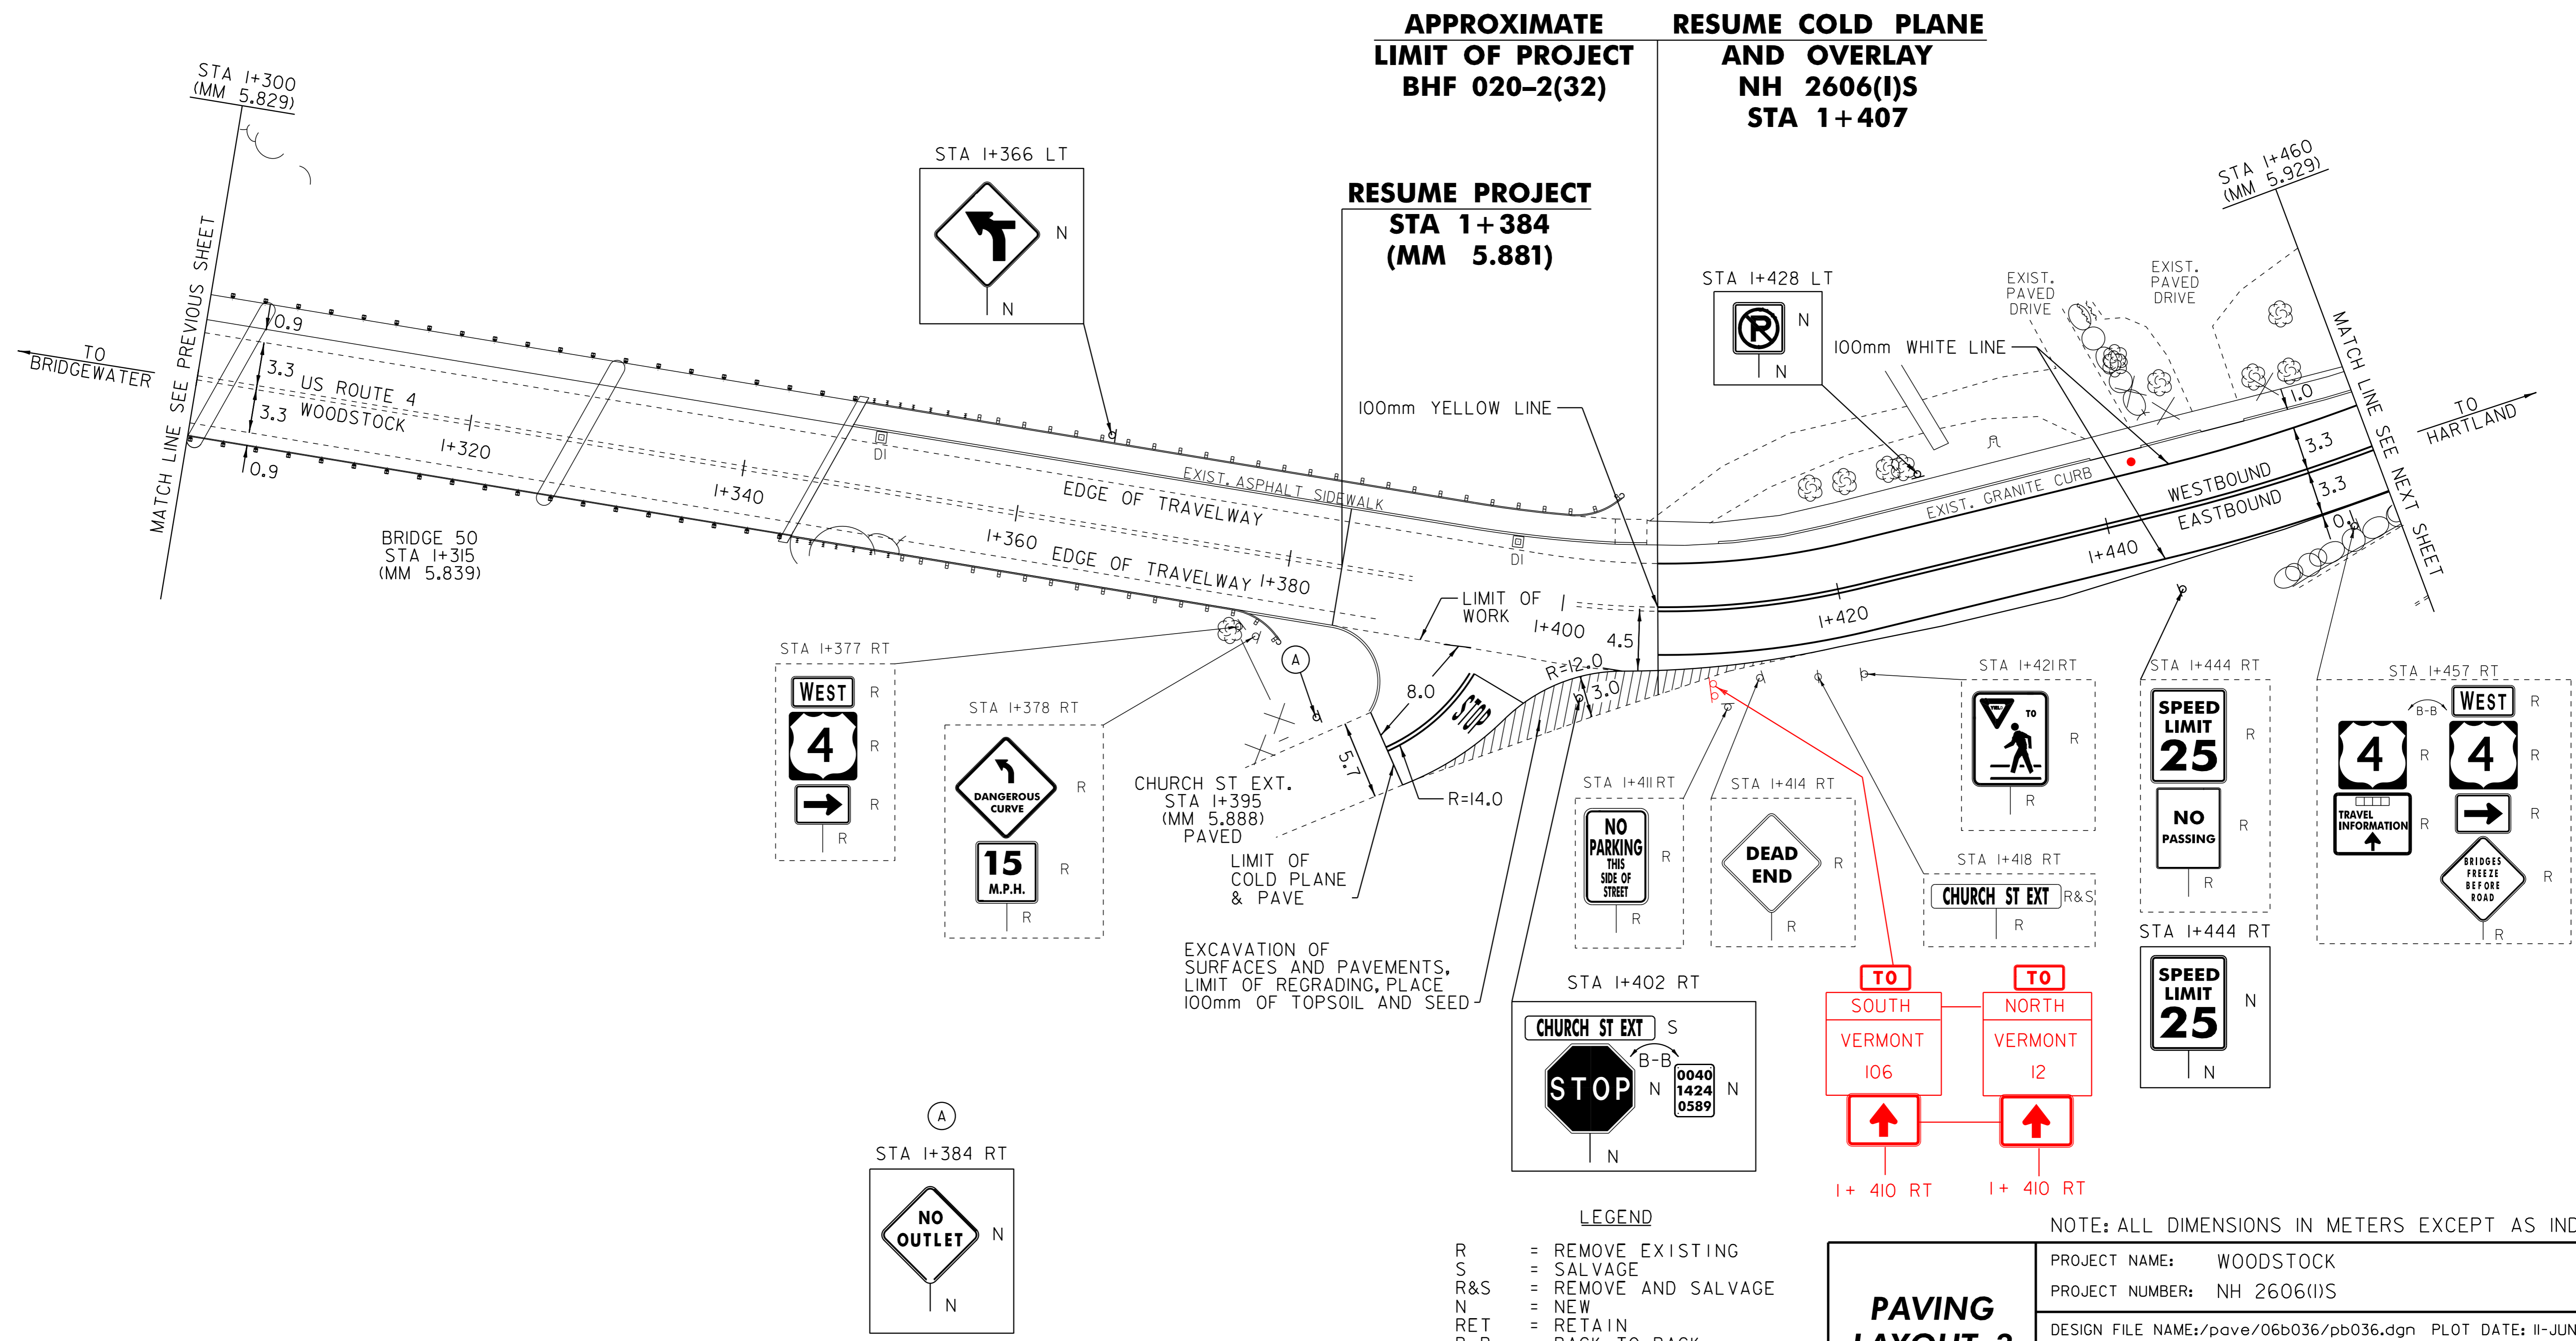 APPROXIMATE
LIMIT OF PROJECT
BHF 020-2(32)
RESUME COLD PLANE
AND OVERLAY
NH 2606(1)S
STA 1+407
STA 1+300
(MM 5.829)
STA 1+366 LT
N
N
RESUME PROJECT
STA 1+384
(MM 5.881)
STA 1+460
(MM 5.929)
STA 1+428 LT
P
N
N
EXIST.
PAVED
DRIVE
EXIST.
PAVED
DRIVE
100mm WHITE LINE
100mm YELLOW LINE
MATCH LINE SEE PREVIOUS SHEET
TO
BRIDGEWATER
0.9
3.3
3.3
0.9
US ROUTE 4
WOODSTOCK
1+320
1+340
1+360
1+380
1+400
1+420
1+440
BRIDGE 50
STA 1+315
(MM 5.839)
DI
EXIST. ASPHALT SIDEWALK
EDGE OF TRAVELWAY
EDGE OF TRAVELWAY
DI
LIMIT OF
WORK
4.5
EXIST. GRANITE CURB
WESTBOUND
EASTBOUND
1.0
3.3
3.3
MATCH LINE SEE NEXT SHEET
TO
HARTLAND
A
8.0
5.7
R=12.0
3.0
STOP
R=14.0
CHURCH ST EXT.
STA 1+395
(MM 5.888)
PAVED
LIMIT OF
COLD PLANE
& PAVE
EXCAVATION OF
SURFACES AND PAVEMENTS,
LIMIT OF REGRADING, PLACE
100mm OF TOPSOIL AND SEED
STA 1+377 RT
WEST R
4 R
R
R
STA 1+378 RT
DANGEROUS
CURVE
R
15
M.P.H.
R
R
STA 1+411 RT
NO
PARKING
THIS
SIDE OF
STREET
R
R
STA 1+414 RT
DEAD
END
R
R
STA 1+421 RT
TO
R
R
STA 1+418 RT
CHURCH ST EXT R&S
R
STA 1+444 RT
SPEED
LIMIT
25
R
NO
PASSING
R
R
STA 1+457 RT
B-B
WEST R
4 R
4 R
TRAVEL
INFORMATION
R
R
BRIDGES
FREEZE
BEFORE
ROAD
R
R
STA 1+402 RT
CHURCH ST EXT S
B-B
STOP N
0040
1424
0589
N
N
TO
SOUTH
VERMONT
106
1+ 410 RT
TO
NORTH
VERMONT
12
1+ 410 RT
STA 1+444 RT
SPEED
LIMIT
25
N
N
A
STA 1+384 RT
NO
OUTLET
N
N
LEGEND
R = REMOVE EXISTING
S = SALVAGE
R&S = REMOVE AND SALVAGE
N = NEW
RET = RETAIN
B-B = BACK TO BACK
NOTE: ALL DIMENSIONS IN METERS EXCEPT AS
PAVING
LAYOUT
PROJECT NAME: WOODSTOCK
PROJECT NUMBER: NH 2606(1)S
DESIGN FILE NAME:/pave/06b036/pb036.dgn PLOT DATE: 11-JUN